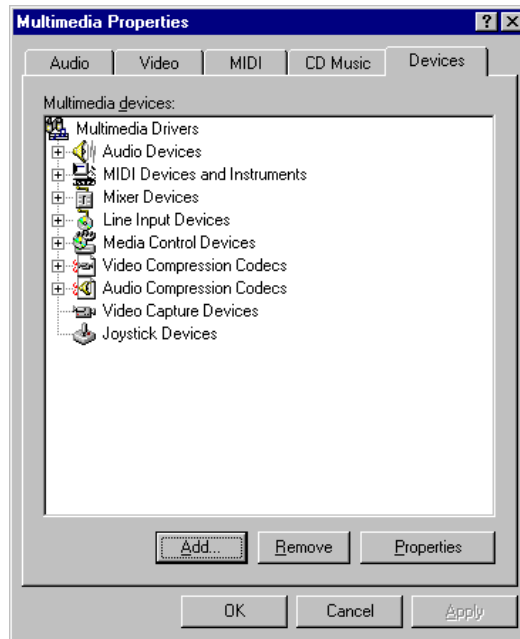 Multimedia Properties
Audio Video MIDI CD Music Devices
Multimedia devices:
Multimedia Drivers
Audio Devices
MIDI Devices and Instruments
Mixer Devices
Line Input Devices
Media Control Devices
Video Compression Codecs
Audio Compression Codecs
Video Capture Devices
Joystick Devices
Add... Remove Properties
OK Cancel Apply